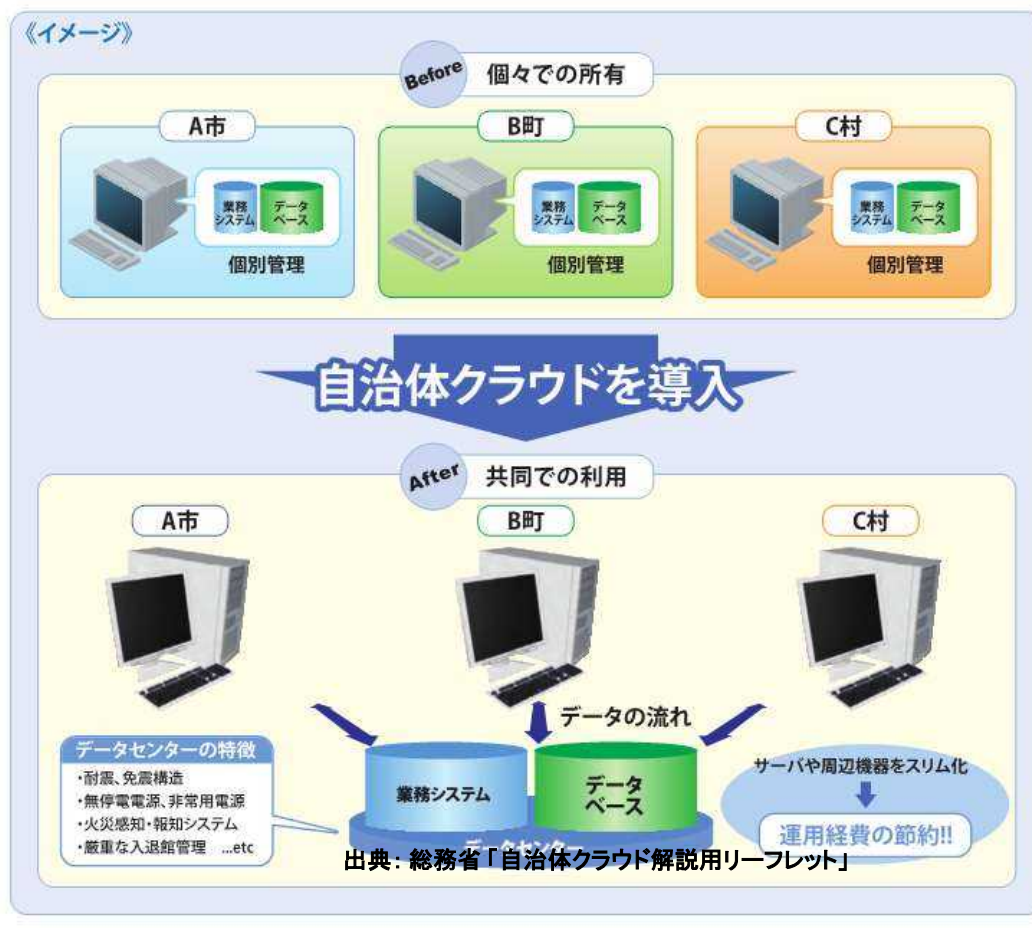 《イメージ》
Before 個々での所有
A市
B町
C村
業務
システム
データ
ベース
個別管理
業務
システム
データ
ベース
個別管理
業務
システム
データ
ベース
個別管理
自治体クラウドを導入
After 共同での利用
A市
B町
C村
データの流れ
データセンターの特徴
・耐震、免震構造
・無停電電源、非常用電源
・火災感知・報知システム
・厳重な入退館管理 ...etc
業務システム
データ
ベース
データセンター
サーバや周辺機器をスリム化
運用経費の節約!!
出典：総務省「自治体クラウド解説用リーフレット」